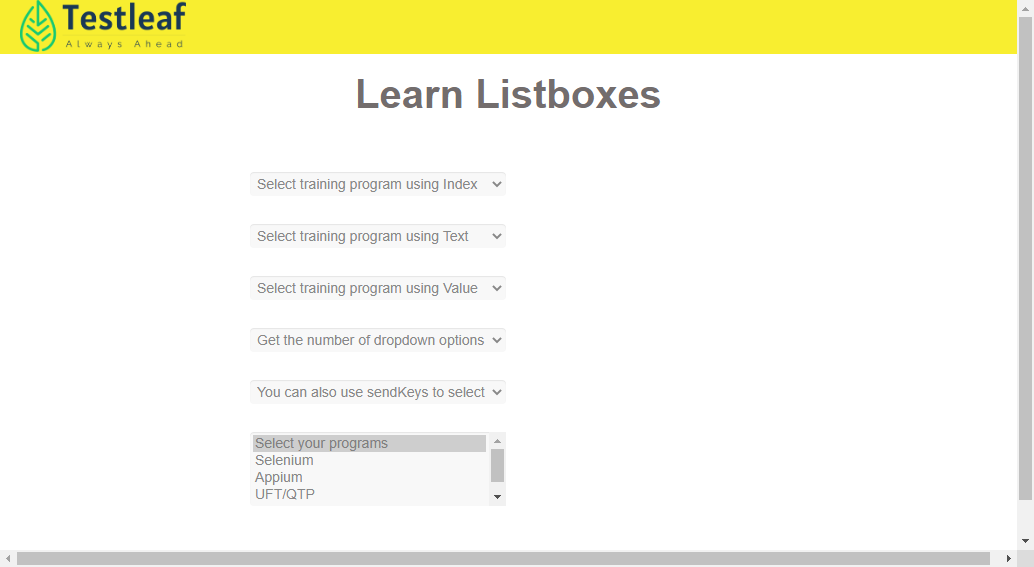 Testleaf
Always Ahead
Learn Listboxes
Select training program using Index
Select training program using Text
Select training program using Value
Get the number of dropdown options
You can also use sendKeys to select
Select your programs
Selenium
Appium
UFT/QTP